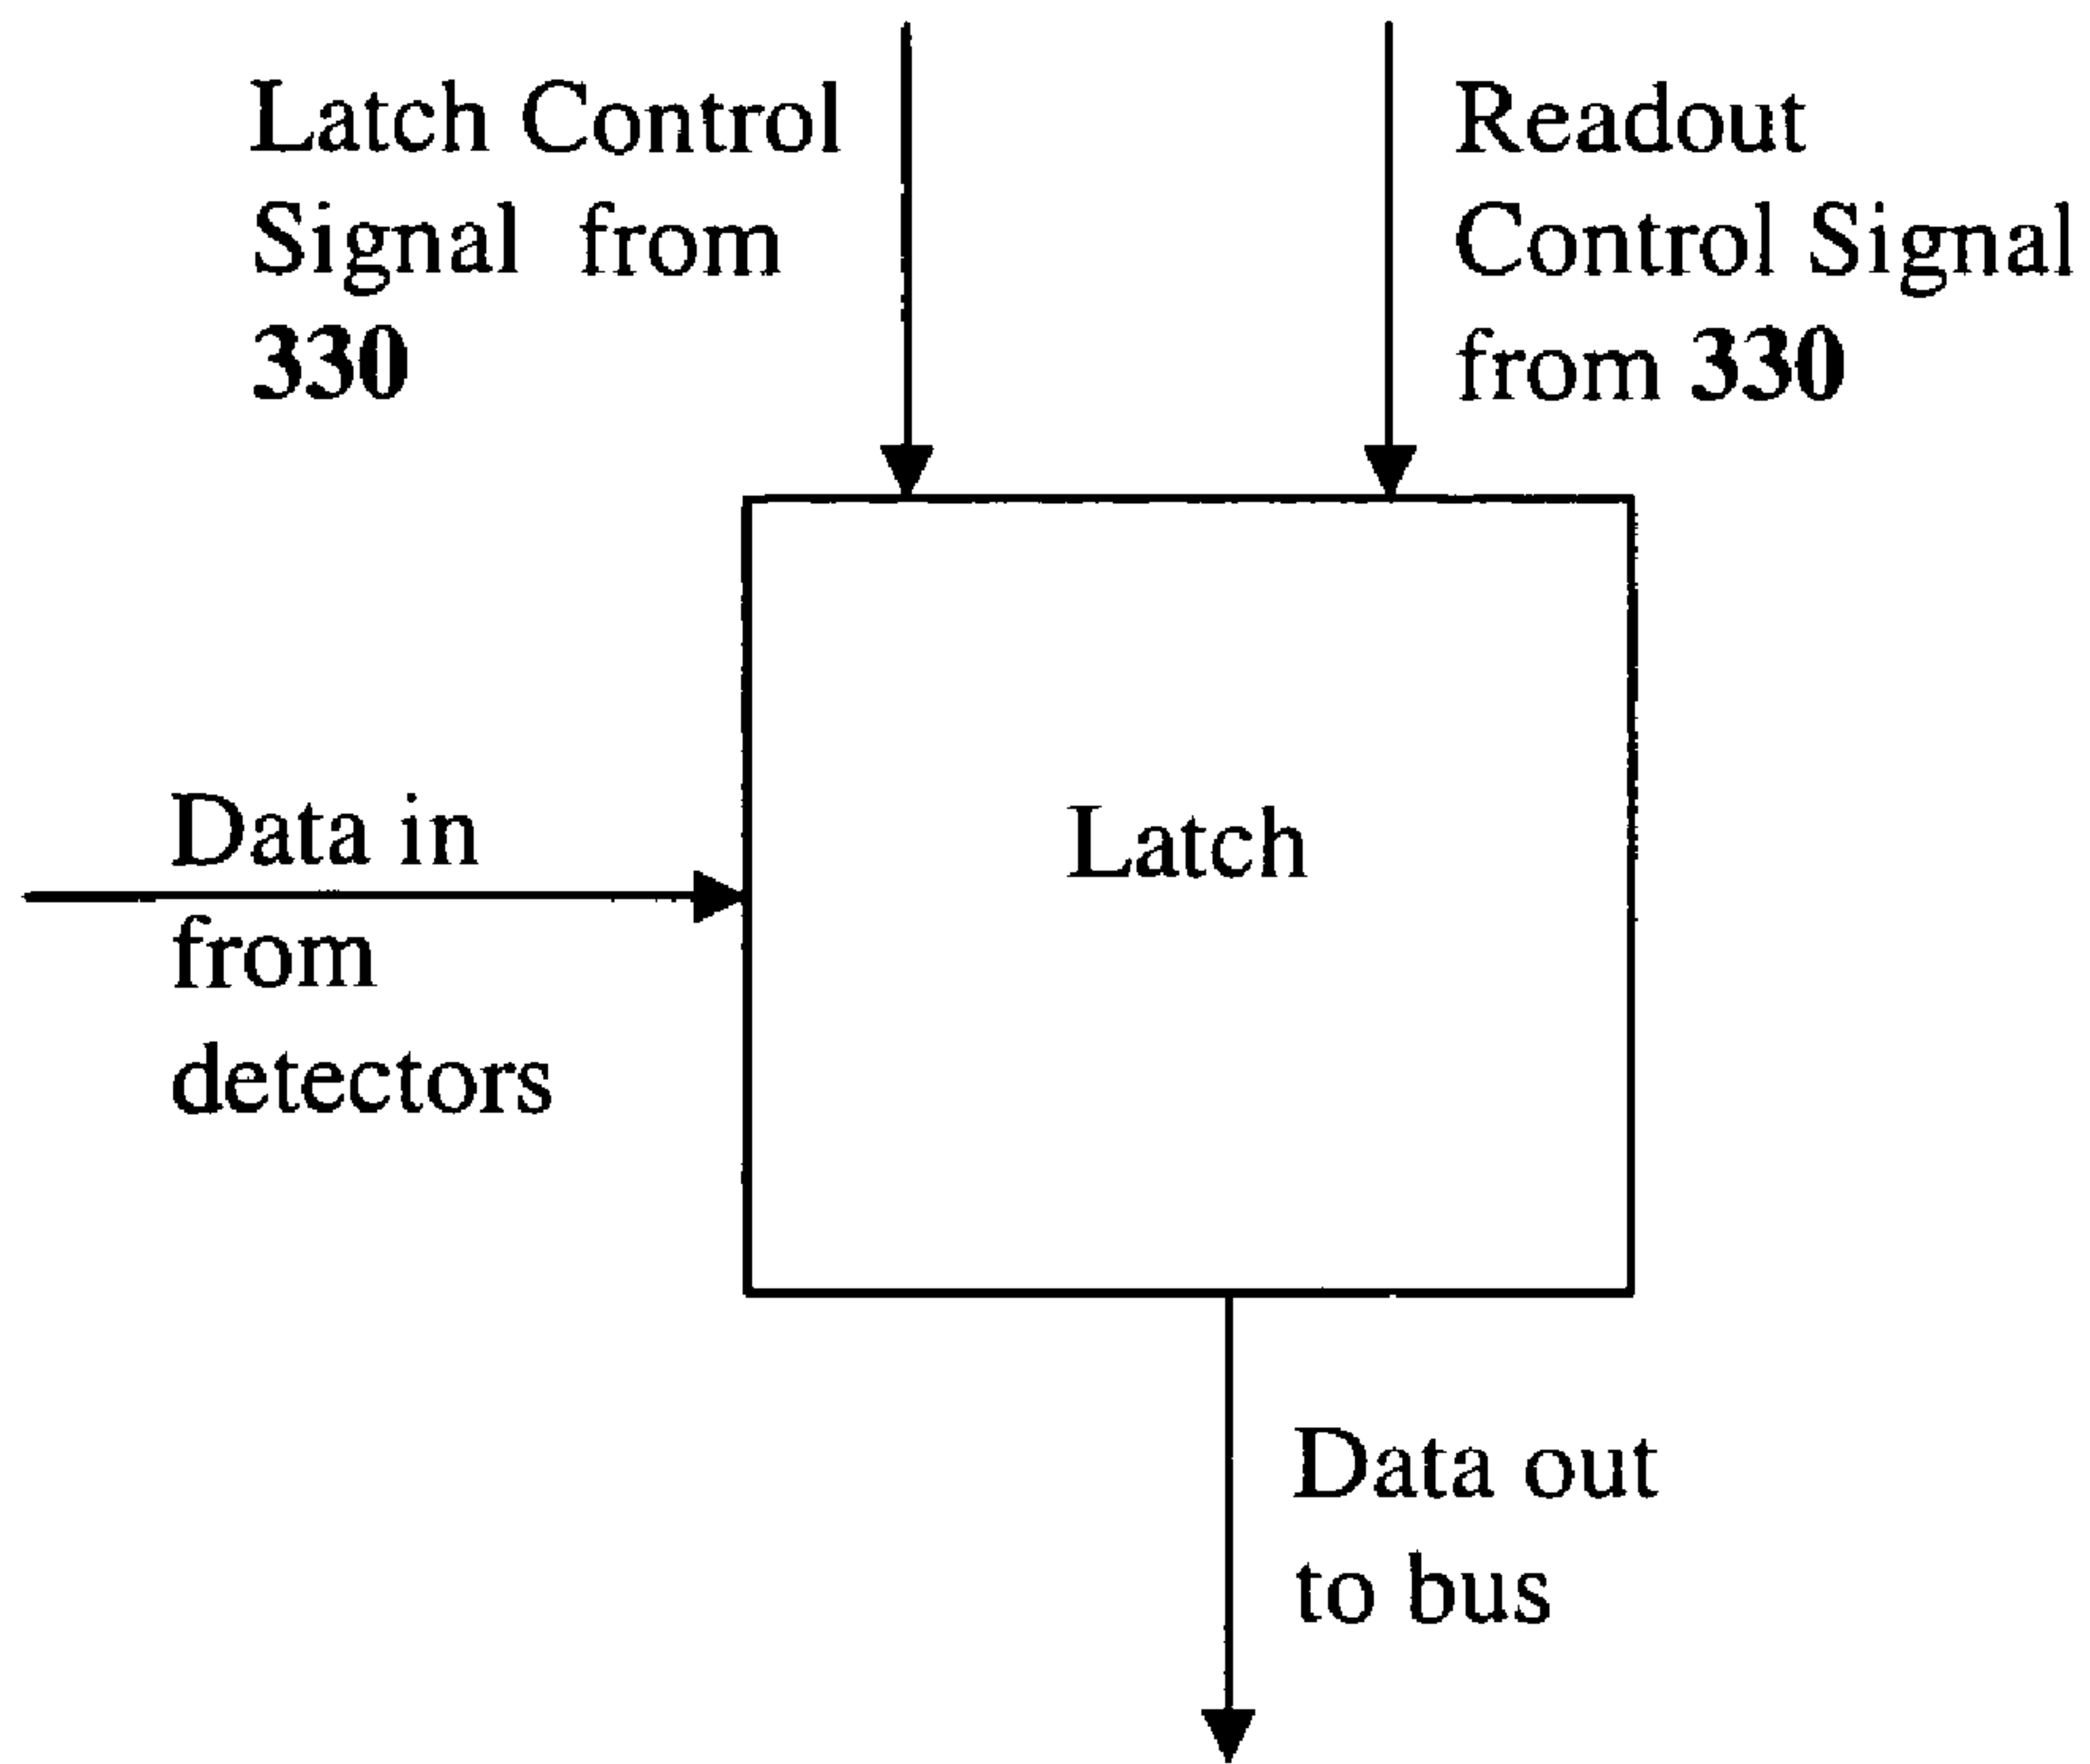 Latch Control
Signal from
330
Readout
Control Signal
from 330
Data in
from
detectors
Latch
Data out
to bus